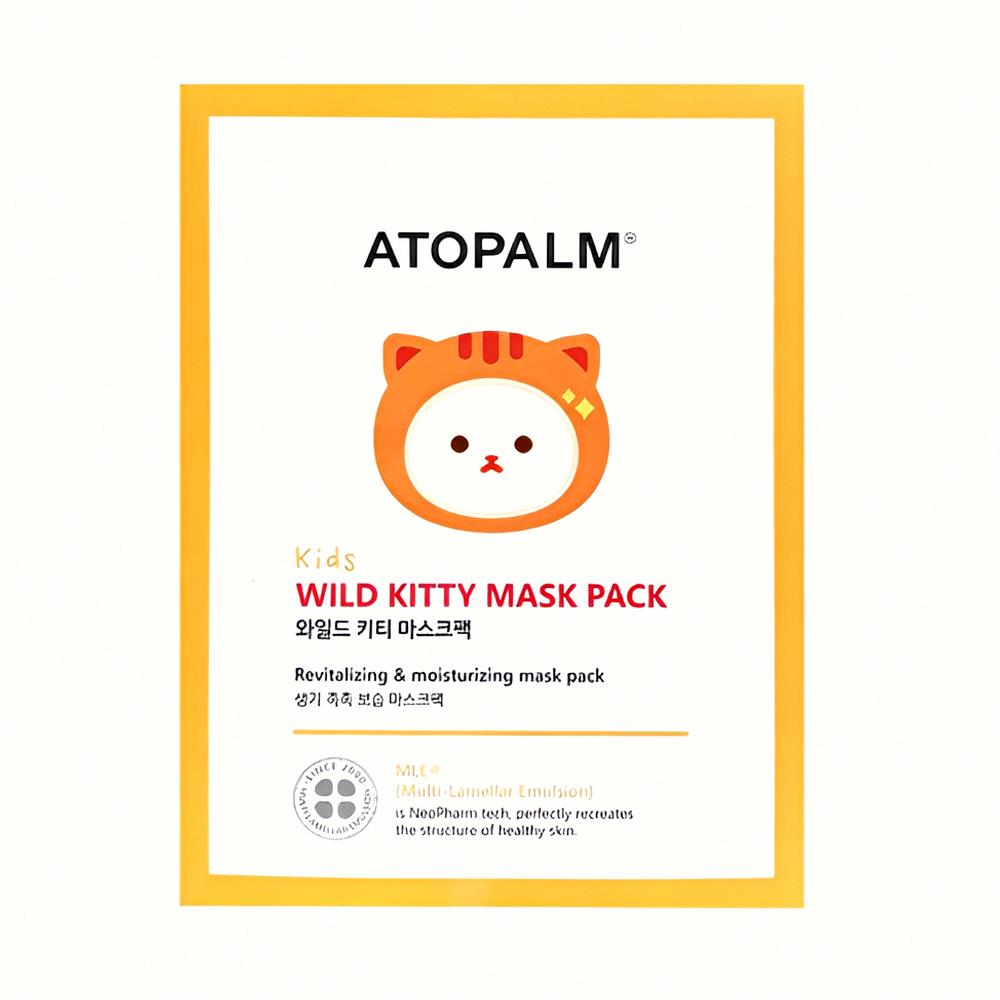 ATOPALM
Kids
WILD KITTY MASK PACK
와일드 키티 마스크팩
Revitalizing & moisturizing mask pack
생기 보습 마스크팩
SINCE 2000
MLE
(Multi-Lamellar Emulsion)
is NeoPharm tech, perfectly recreates
the structure of healthy skin.